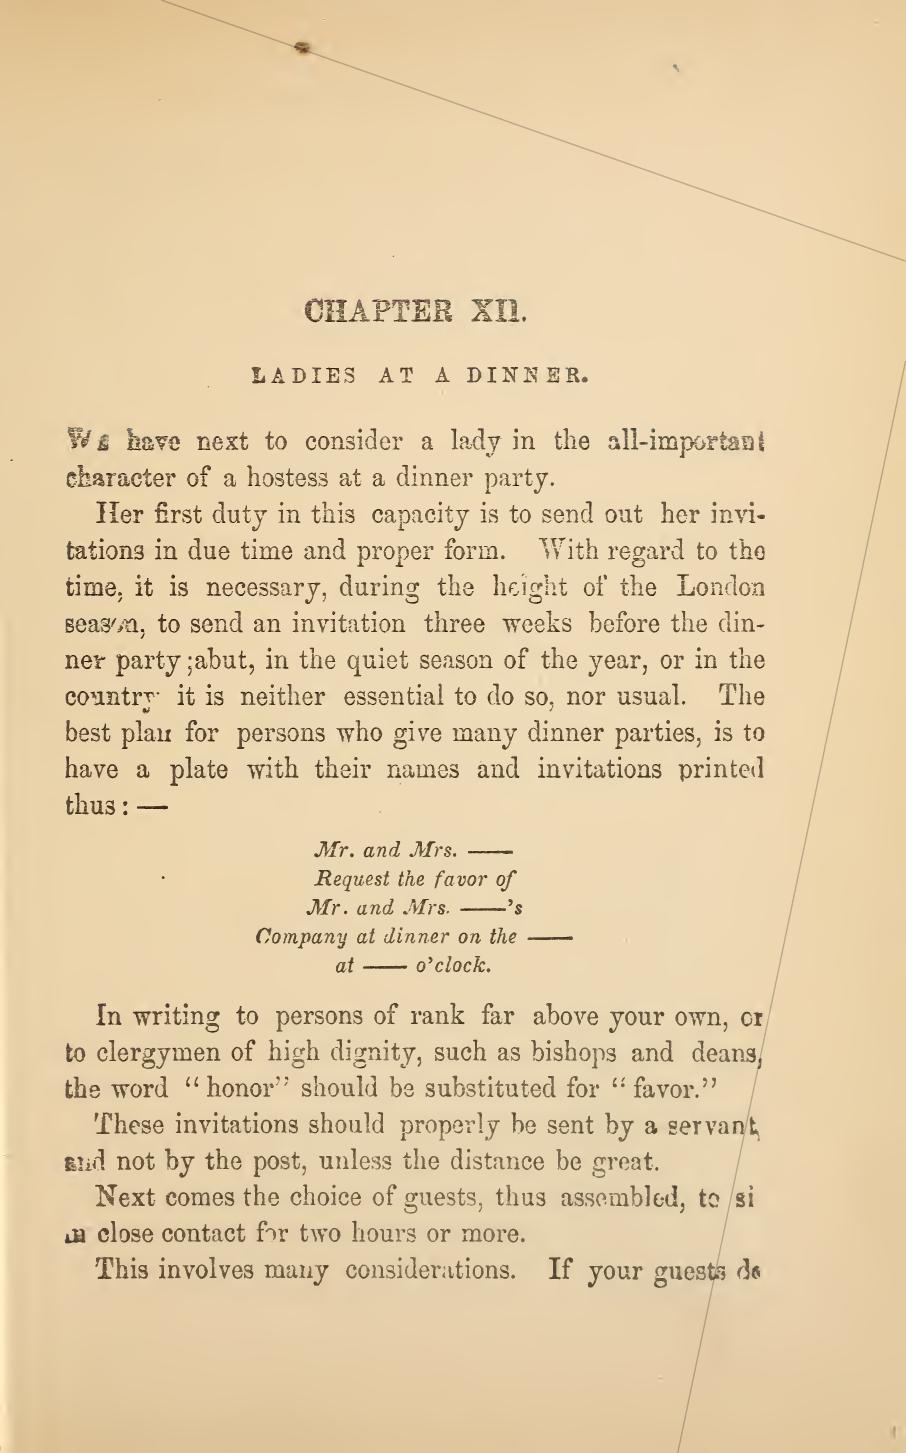 CHAPTER XII.
LADIES AT A DINNER.
We have next to consider a lady in the all-important
character of a hostess at a dinner party.
Her first duty in this capacity is to send out her invi-
tations in due time and proper form. With regard to the
time, it is necessary, during the height of the London
season, to send an invitation three weeks before the din-
ner party ;abut, in the quiet season of the year, or in the
country it is neither essential to do so, nor usual. The
best plan for persons who give many dinner parties, is to
have a plate with their names and invitations printed
thus : —
Mr. and Mrs. ——
Request the favor of
Mr. and Mrs. ——'s
Company at dinner on the ——
at —— o'clock.
In writing to persons of rank far above your own, or
to clergymen of high dignity, such as bishops and deans,
the word “ honor” should be substituted for “ favor.”
These invitations should properly be sent by a servant,
and not by the post, unless the distance be great.
Next comes the choice of guests, thus assembled, to si
in close contact for two hours or more.
This involves many considerations. If your guests do